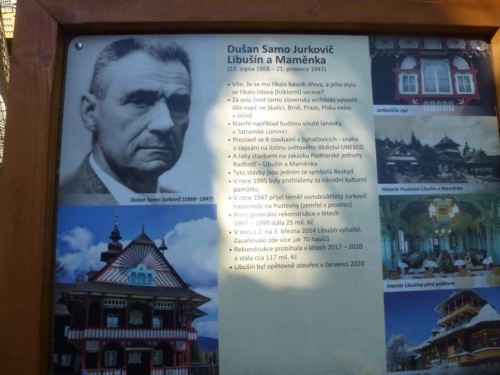 Dušan Samo Jurkovič
Libušín a Maměnka
(23. srpna 1868 – 21. prosince 1947)
• Víte, že se mu říkalo básník dřeva, a jeho stylu
se říkalo lidová (folklorní) secese?
• Za svůj život tento slovenský architekt vytvořil
díla např. ve Skalici, Brně, Praze, Písku nebo
v
• Navrhl například budovu visuté lanovky
v Tatranské Lomnici
• Proslavil se 8 stavbami v Luhačovicích - snaha
o zapsání na listinu světového dědictví UNESCO
• A taky stavbami na zakázku Pohorské jednoty
Radhošť – Libušín a Maměnka
• Tyto stavby jsou jedním ze symbolů Beskyd
• V roce 1995 byly prohlášeny za národní kulturní
památku
• V roce 1947 přijel téměř osmdesátiletý Jurkovič
naposledy na Pustevny (zemřel v prosinci)
• První generální rekonstrukce v letech
1997 – 1999 stála 25 mil. Kč
• V noci z 2. na 3. března 2014 Libušín vyhořel.
Zasahovalo zde více jak 70 hasičů
• Rekonstrukce probíhala v letech 2017 – 2020
a stála cca 117 mil. Kč
• Libušín byl opětovně otevřen v červenci 2020
Dušan Samo Jurkovič (1868–1947)
Jurkovičův styl
Historie Pustevен Libušín a Maměnka
Interiér Libušína před požárem